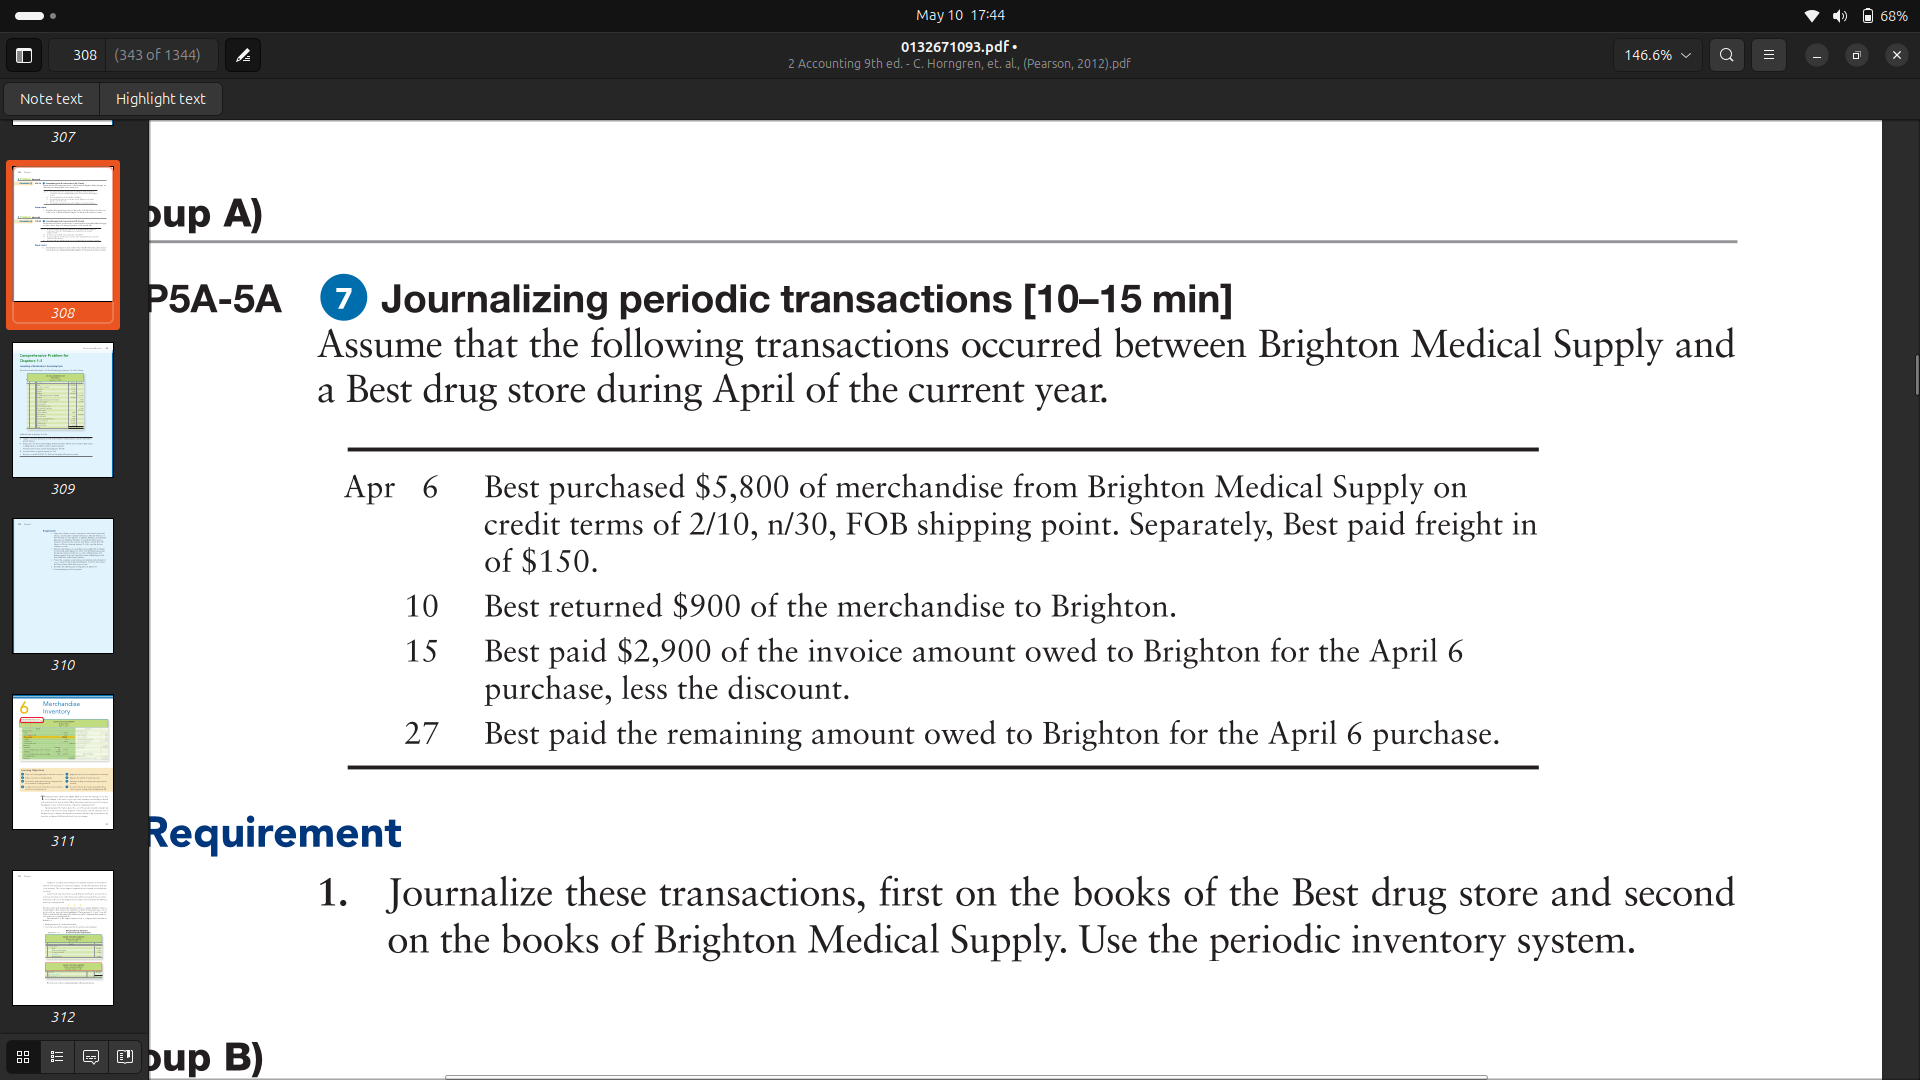 May 10 17:44
68%
308 (343 of 1344)
0132671093.pdf •
2 Accounting 9th ed. - C. Horngren, et. al., (Pearson, 2012).pdf
146.6%
Note text
Highlight text
307
308
309
310
6 Merchandise
Inventory
311
312
oup A)
P5A-5A 7 Journalizing periodic transactions [10–15 min]
Assume that the following transactions occurred between Brighton Medical Supply and
a Best drug store during April of the current year.
Apr 6 Best purchased $5,800 of merchandise from Brighton Medical Supply on
credit terms of 2/10, n/30, FOB shipping point. Separately, Best paid freight in
of $150.
10 Best returned $900 of the merchandise to Brighton.
15 Best paid $2,900 of the invoice amount owed to Brighton for the April 6
purchase, less the discount.
27 Best paid the remaining amount owed to Brighton for the April 6 purchase.
Requirement
1. Journalize these transactions, first on the books of the Best drug store and second
on the books of Brighton Medical Supply. Use the periodic inventory system.
oup B)